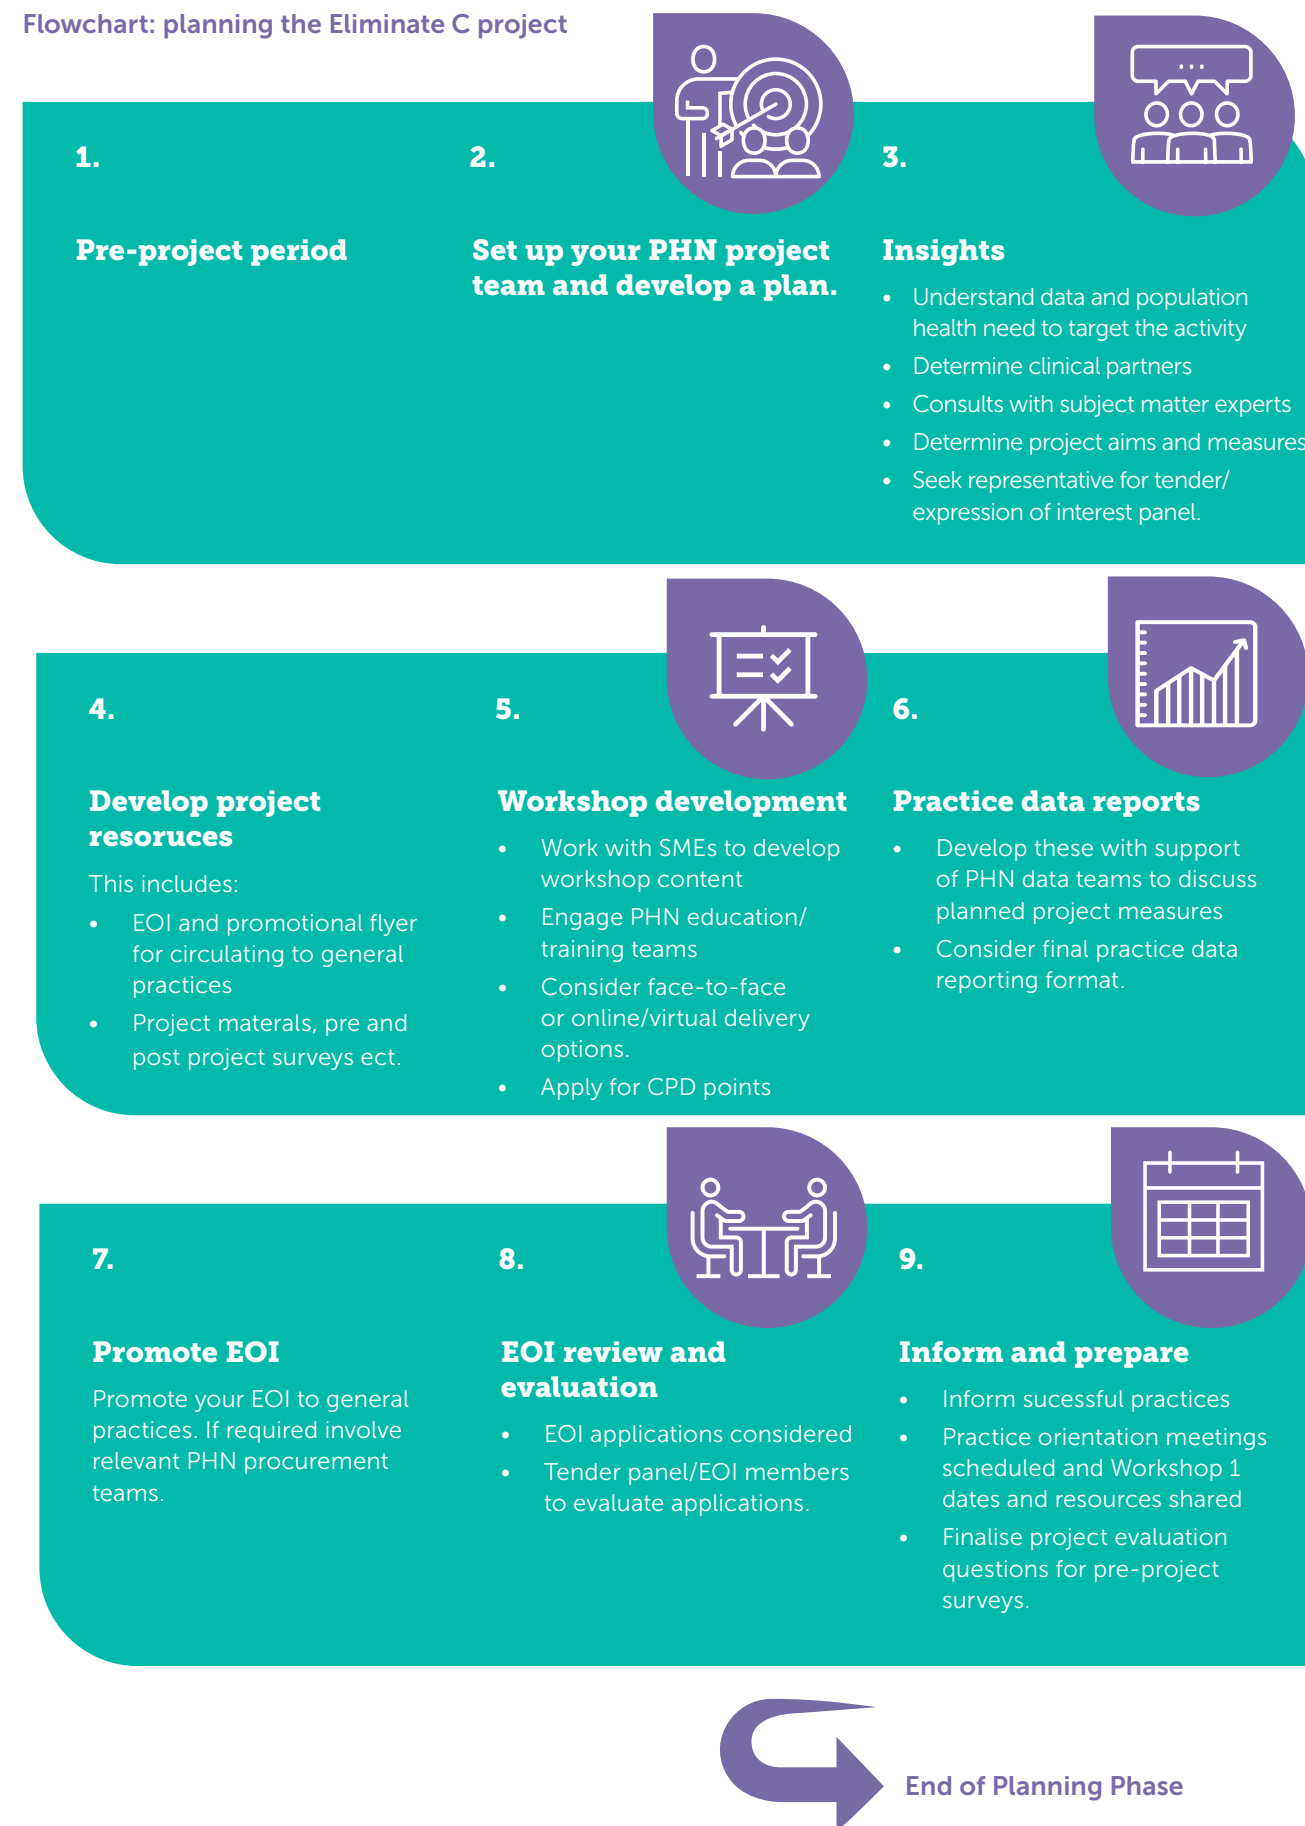 Flowchart: planning the Eliminate C project
1.
Pre-project period
2.
Set up your PHN project
team and develop a plan.
3.
Insights
• Understand data and population
health need to target the activity
• Determine clinical partners
• Consults with subject matter experts
• Determine project aims and measures
• Seek representative for tender/
expression of interest panel.
4.
Develop project
resoruces
This includes:
• EOI and promotional flyer
for circulating to general
practices
• Project materals, pre and
post project surveys ect.
5.
Workshop development
• Work with SMEs to develop
workshop content
• Engage PHN education/
training teams
• Consider face-to-face
or online/virtual delivery
options.
• Apply for CPD points
6.
Practice data reports
• Develop these with support
of PHN data teams to discuss
planned project measures
• Consider final practice data
reporting format.
7.
Promote EOI
Promote your EOI to general
practices. If required involve
relevant PHN procurement
teams.
8.
EOI review and
evaluation
• EOI applications considered
• Tender panel/EOI members
to evaluate applications.
9.
Inform and prepare
• Inform sucessful practices
• Practice orientation meetings
scheduled and Workshop 1
dates and resources shared
• Finalise project evaluation
questions for pre-project
surveys.
End of Planning Phase